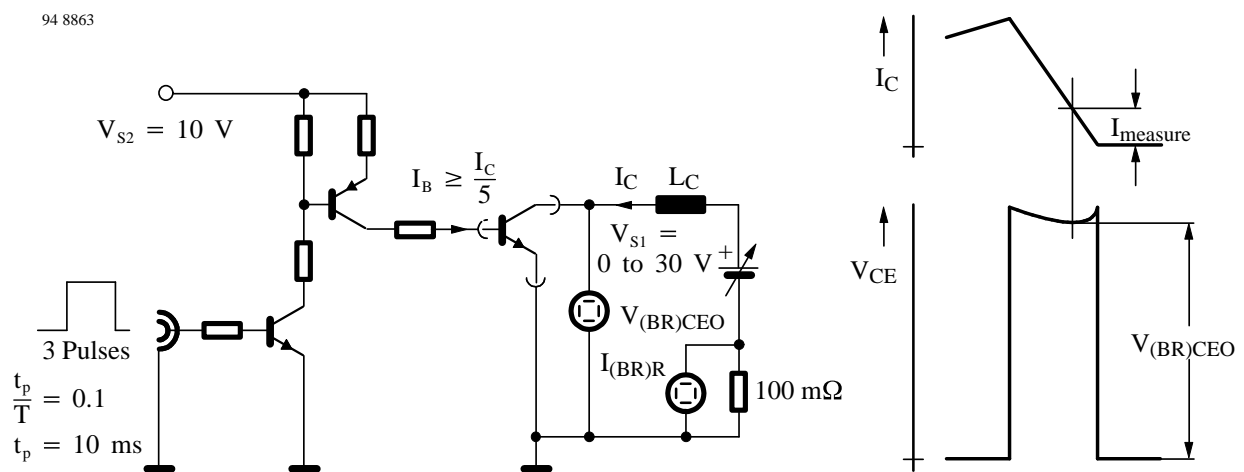 94 8863
V_S2 = 10 V
I_B ≥ I_C/5
I_C
L_C
V_S1 =
0 to 30 V
+
V_(BR)CEO
I_(BR)R
100 mΩ
3 Pulses
t_p/T = 0.1
t_p = 10 ms
I_C
I_measure
V_CE
V_(BR)CEO